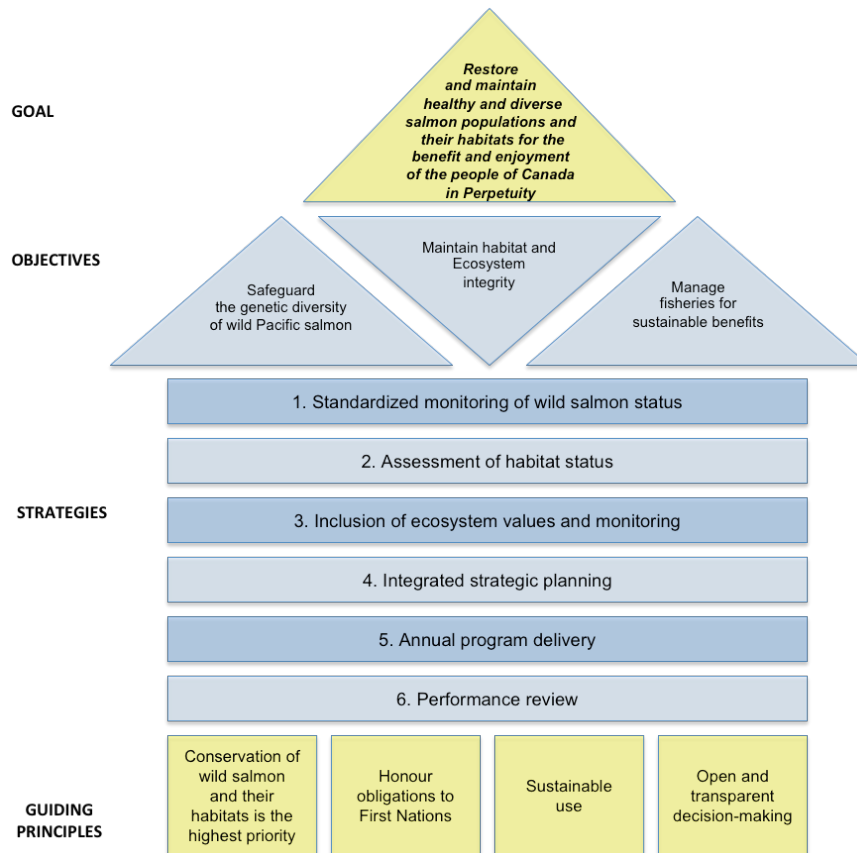 GOAL
Restore
and maintain
healthy and diverse
salmon populations and
their habitats for the
benefit and enjoyment
of the people of Canada
in Perpetuity
OBJECTIVES
Safeguard
the genetic diversity
of wild Pacific salmon
Maintain habitat and
Ecosystem
integrity
Manage
fisheries for
sustainable benefits
STRATEGIES
1. Standardized monitoring of wild salmon status
2. Assessment of habitat status
3. Inclusion of ecosystem values and monitoring
4. Integrated strategic planning
5. Annual program delivery
6. Performance review
GUIDING
PRINCIPLES
Conservation of
wild salmon
and their
habitats is the
highest priority
Honour
obligations to
First Nations
Sustainable
use
Open and
transparent
decision-making